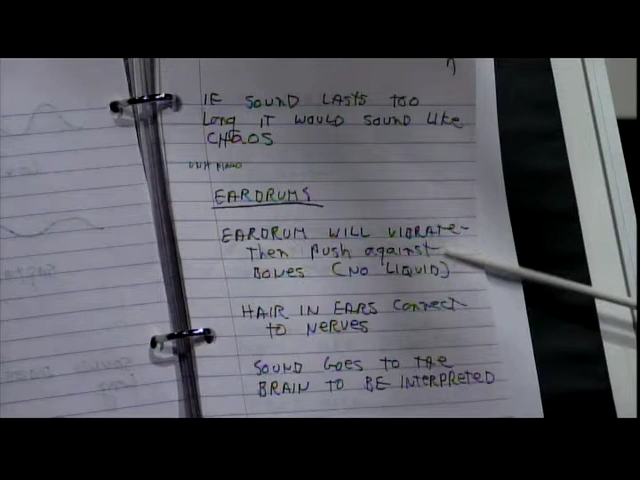 IF SOUND LASTS TOO
Long IT WOULD SOUND LIKE
CHAOS
EARDRUMS
EARDRUM WILL VIBRATE-
Then Push against
BONES (NO LIQUID)
HAIR IN EARS CONNECT
TO NERVES
SOUND GOES TO THE
BRAIN TO BE INTERPRETED